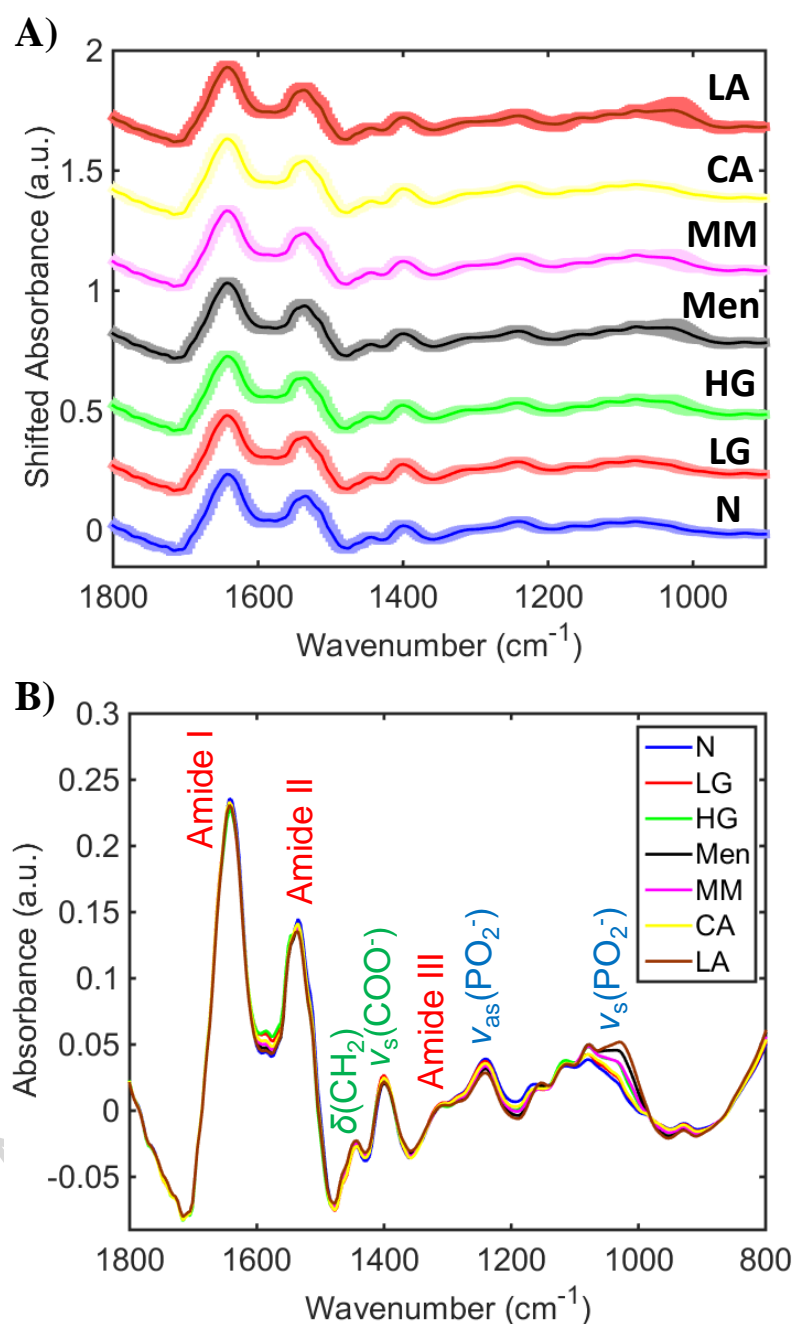 A)
2
1.5
1
0.5
0
Shifted Absorbance (a.u.)
LA
CA
MM
Men
HG
LG
N
1800 1600 1400 1200 1000
Wavenumber (cm⁻¹)
B)
0.3
0.25
0.2
0.15
0.1
0.05
0
-0.05
Absorbance (a.u.)
Amide I
Amide II
δ(CH₂)
νs(COO⁻)
Amide III
νas(PO₂⁻)
νs(PO₂⁻)
N
LG
HG
Men
MM
CA
LA
1800 1600 1400 1200 1000 800
Wavenumber (cm⁻¹)